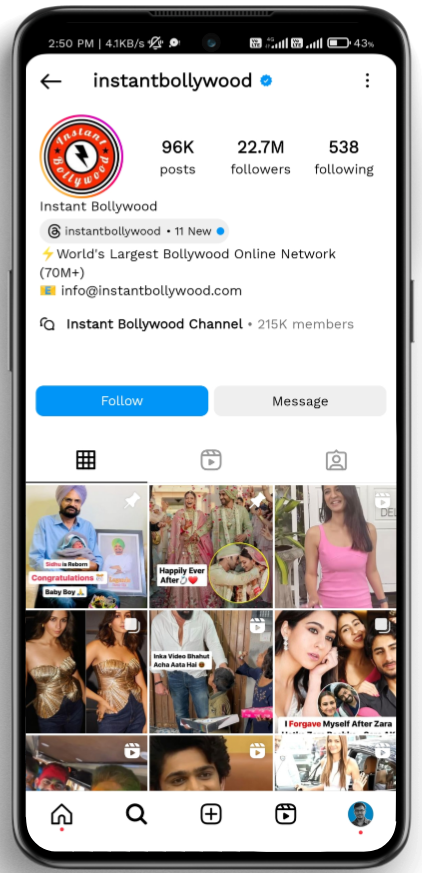 2:50 PM | 4.1KB/s
43%
instantbollywood
Instant
Bollywood
96K
posts
22.7M
followers
538
following
Instant Bollywood
instantbollywood • 11 New
⚡World's Largest Bollywood Online Network
(70M+)
📧 info@instantbollywood.com
Instant Bollywood Channel • 215K members
Follow
Message
Sidhu is Reborn
Congratulations
Baby Boy 🙏
Happily Ever
After💍❤️
DEL
Inka Video Bhahut
Acha Aata Hai
I Forgave Myself After Zara